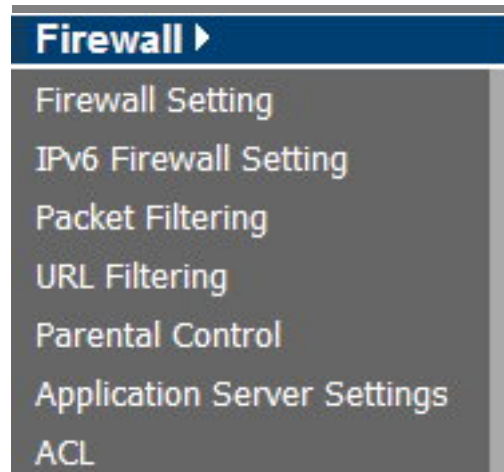 Firewall
Firewall Setting
IPv6 Firewall Setting
Packet Filtering
URL Filtering
Parental Control
Application Server Settings
ACL